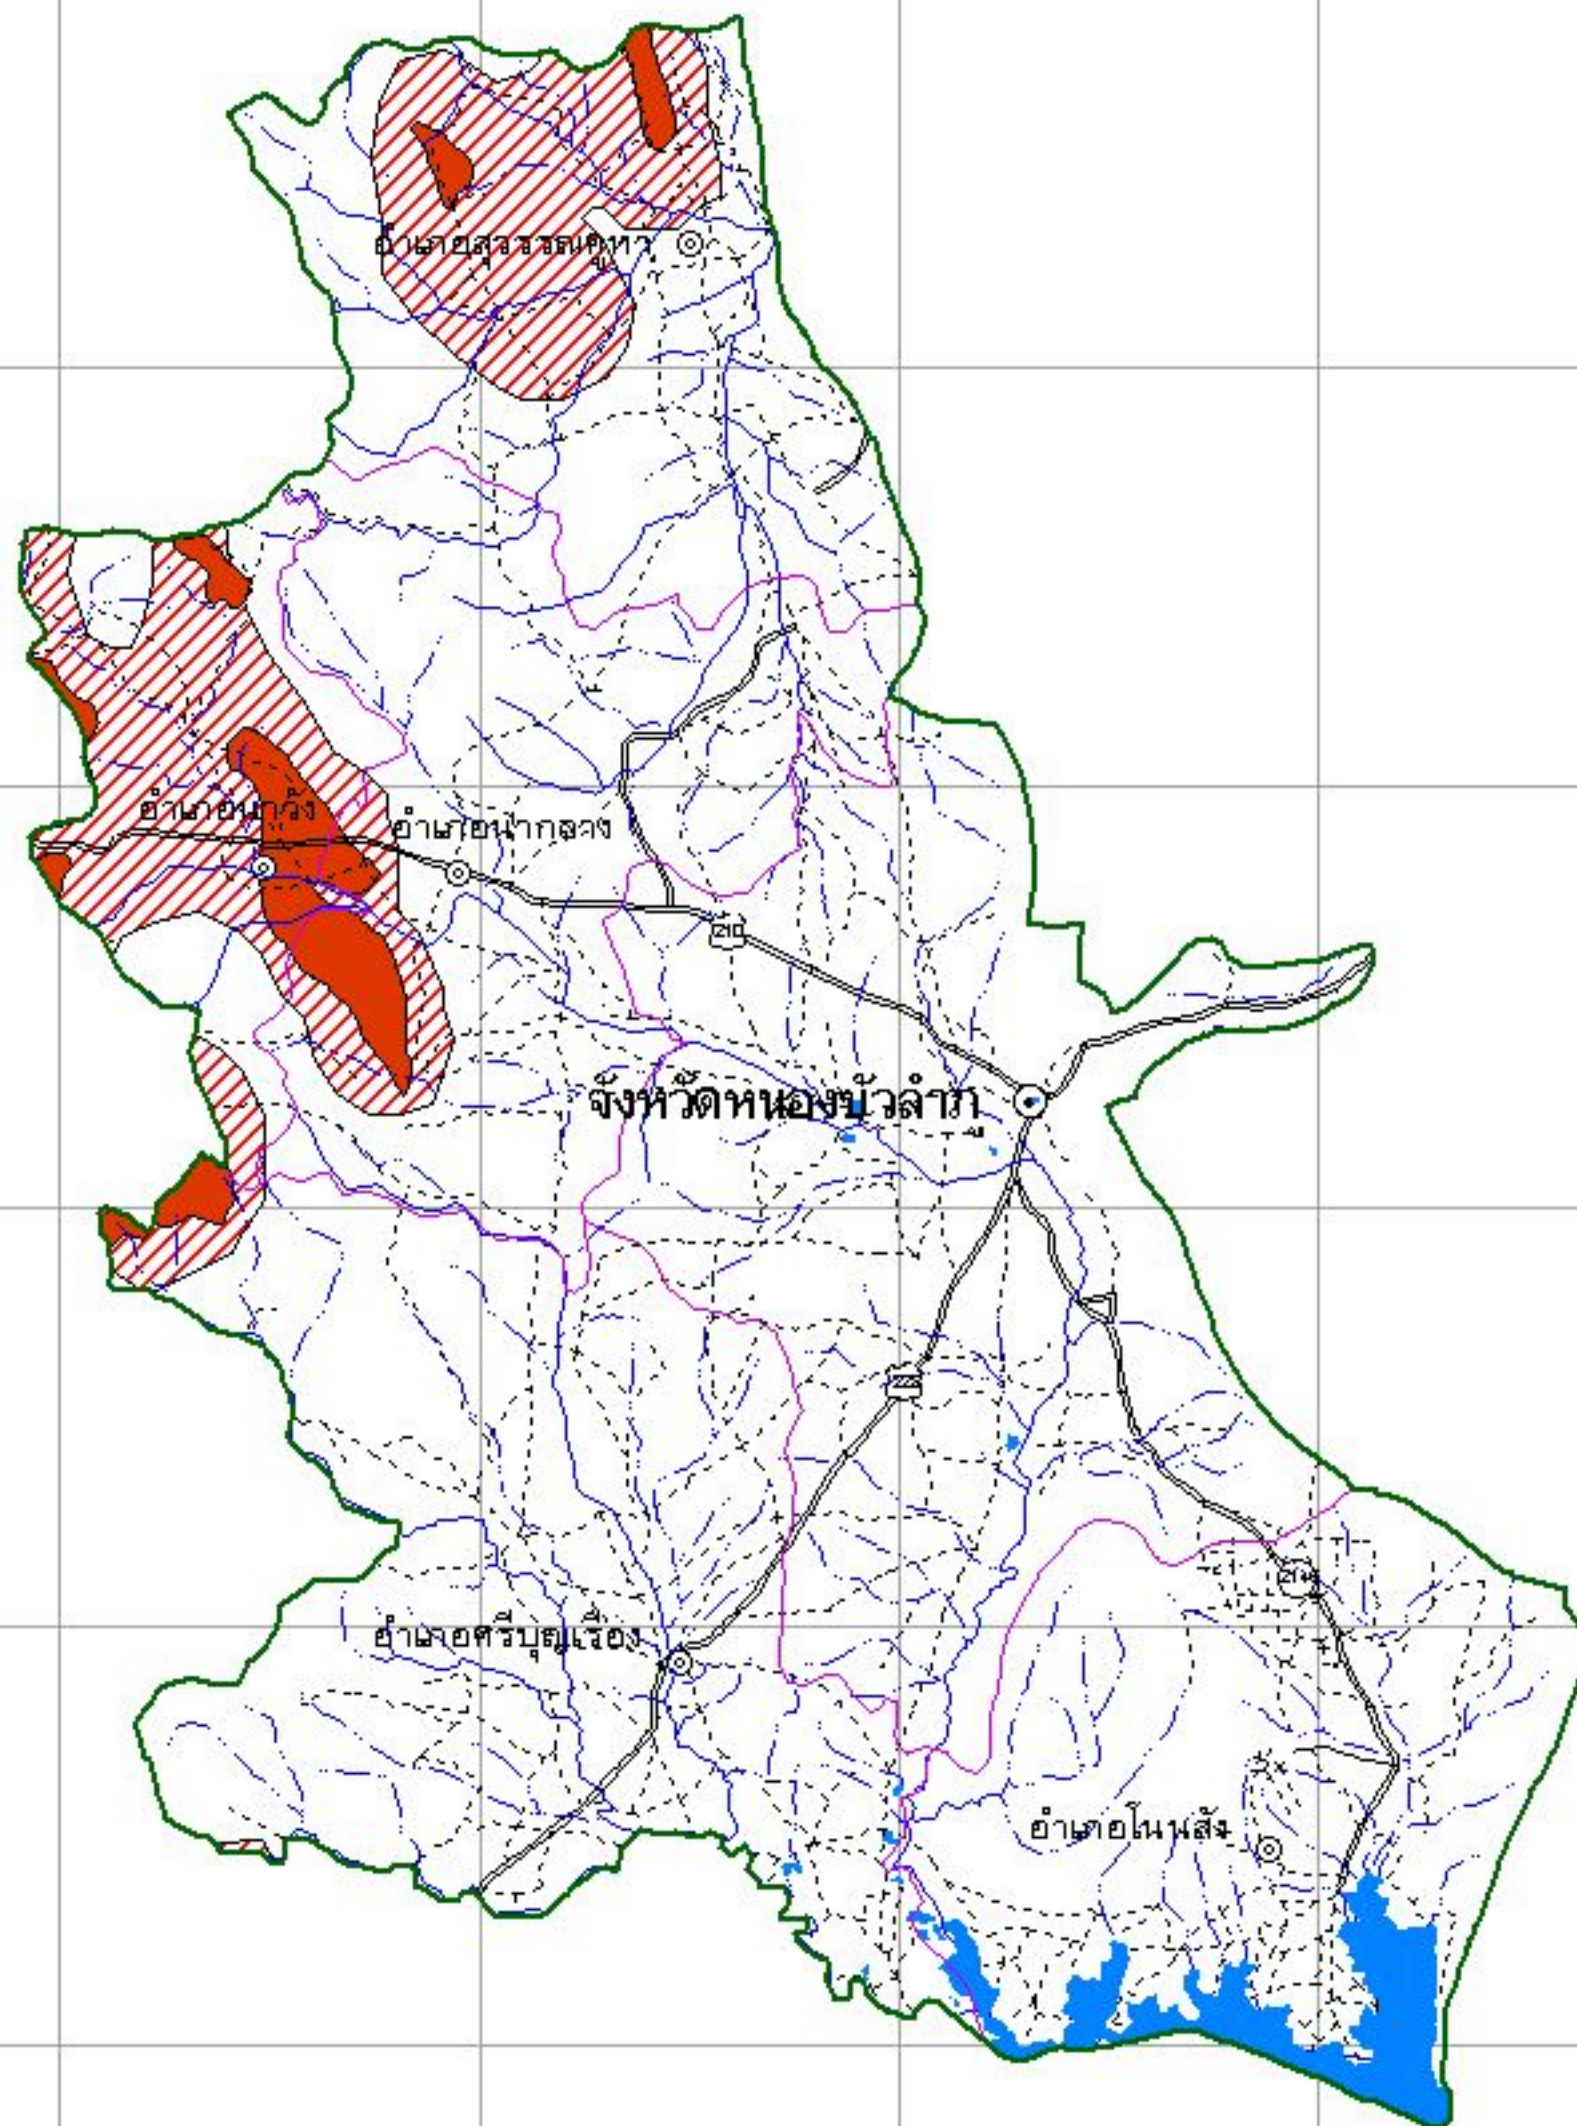 อำเภอสุวรรณคูหา
อำเภอนาวัง
อำเภอนากลาง
210
จังหวัดหนองบัวลำภู
228
อำเภอศรีบุญเรือง
อำเภอโนนสัง